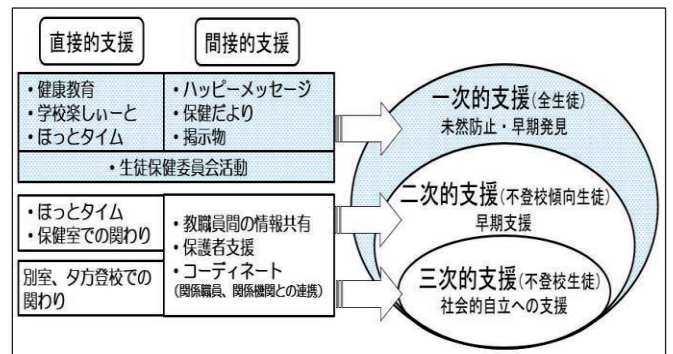 直接的支援
間接的支援
・健康教育
・学校楽しぃーと
・ほっとタイム
・ハッピーメッセージ
・保健だより
・掲示物
・生徒保健委員会活動
・ほっとタイム
・保健室での関わり
別室、夕方登校での
関わり
・教職員間の情報共有
・保護者支援
・コーディネート
(関係職員、関係機関との連携)
一次的支援(全生徒)
未然防止・早期発見
二次的支援(不登校傾向生徒)
早期支援
三次的支援(不登校生徒)
社会的自立への支援